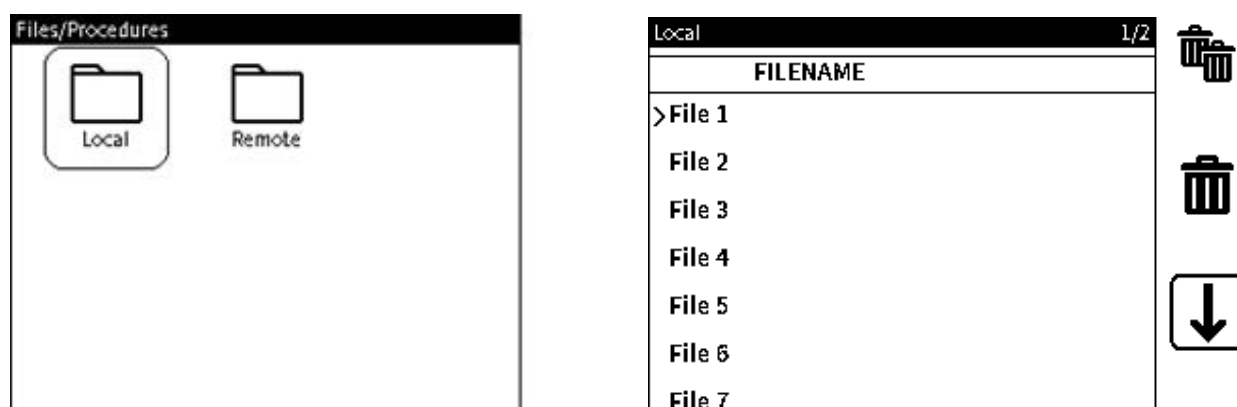 Files/Procedures
Local
Remote
Local 1/2
FILENAME
>File 1
File 2
File 3
File 4
File 5
File 6
File 7